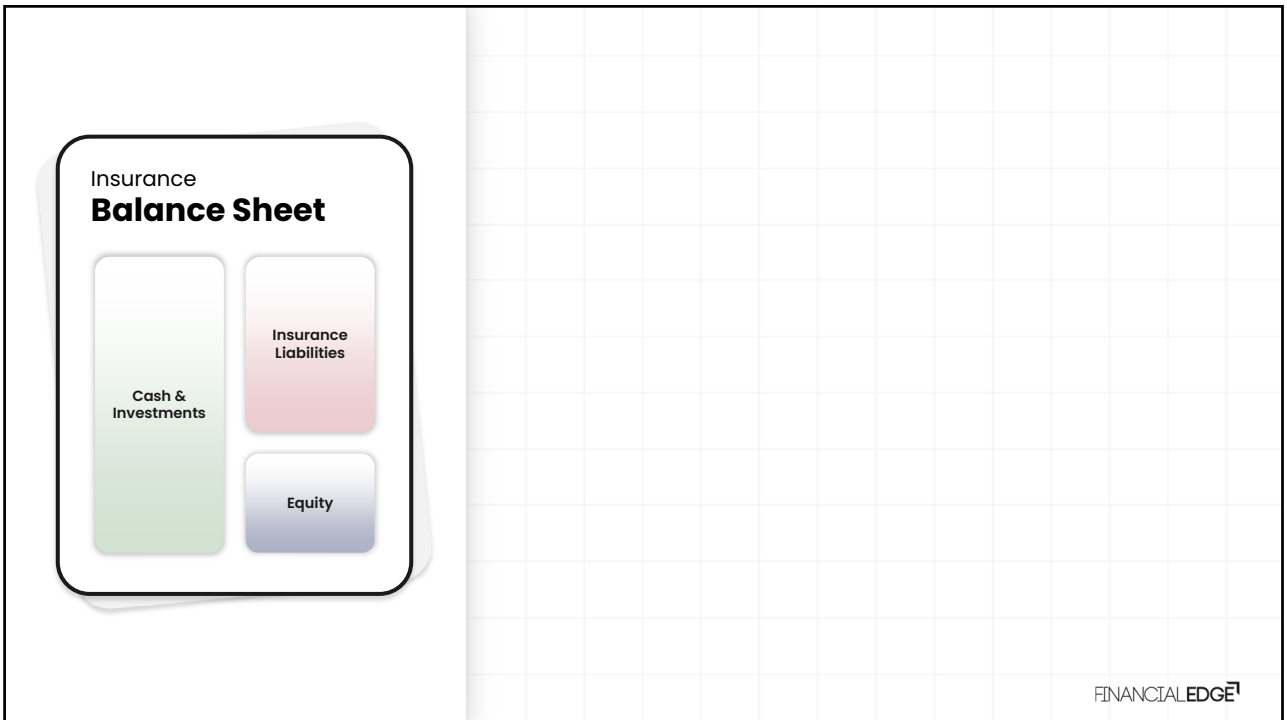 Insurance
Balance Sheet
Cash &
Investments
Insurance
Liabilities
Equity
FINANCIALEDGE